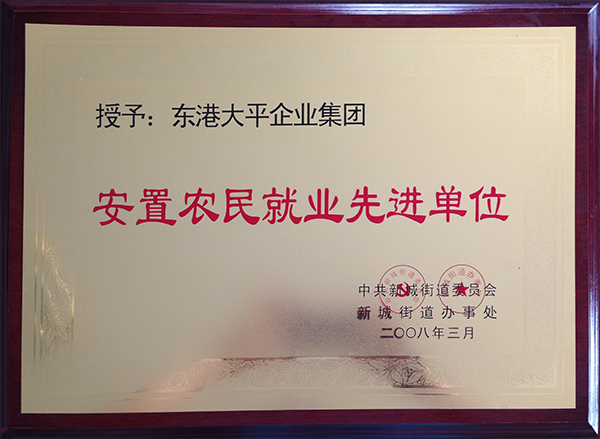 授予：东港大平企业集团
安置农民就业先进单位
中共新城街道委员会
新城街道办事处
二〇〇八年三月